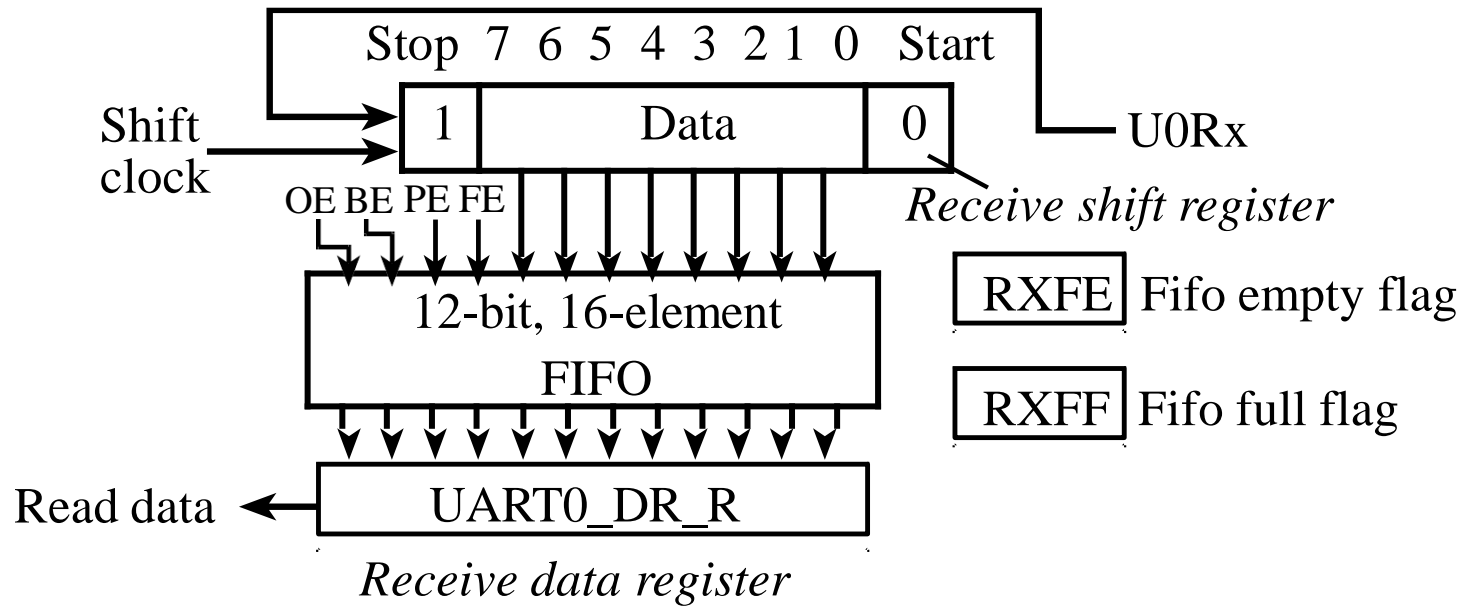 Stop 7 6 5 4 3 2 1 0 Start
1 Data 0
Shift
clock
U0Rx
OE BE PE FE
Receive shift register
12-bit, 16-element
FIFO
RXFE Fifo empty flag
RXFF Fifo full flag
Read data
UART0_DR_R
Receive data register